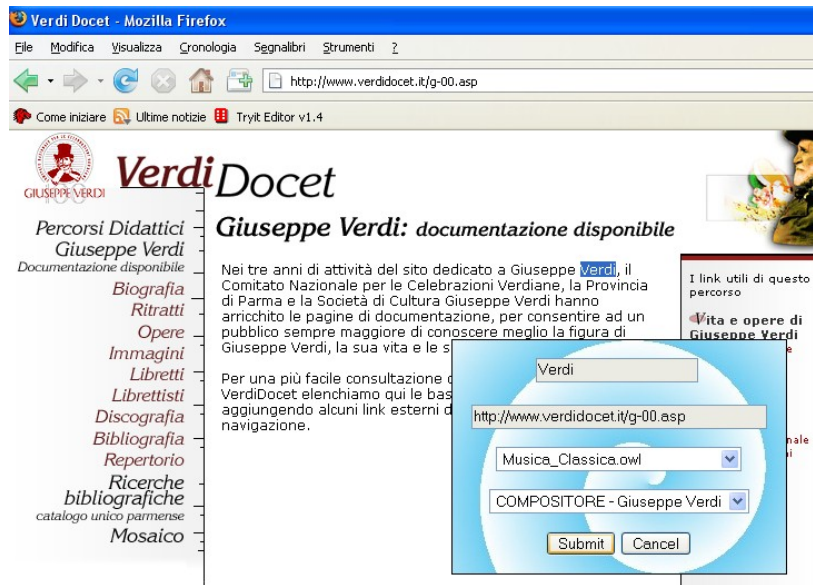 Verdi Docet - Mozilla Firefox
File Modifica Visualizza Cronologia Segnalibri Strumenti ?
http://www.verdidocet.it/g-00.asp
Come iniziare Ultime notizie Tryit Editor v1.4
GIUSEPPE VERDI
Verdi Docet
Percorsi Didattici
Giuseppe Verdi
Documentazione disponibile
Biografia
Ritratti
Opere
Immagini
Libretti
Librettisti
Discografia
Bibliografia
Repertorio
Ricerche
bibliografiche
catalogo unico parmense
Mosaico
Giuseppe Verdi: documentazione disponibile
Nei tre anni di attività del sito dedicato a Giuseppe Verdi, il
Comitato Nazionale per le Celebrazioni Verdiane, la Provincia
di Parma e la Società di Cultura Giuseppe Verdi hanno
arricchito le pagine di documentazione, per consentire ad un
pubblico sempre maggiore di conoscere meglio la figura di
Giuseppe Verdi, la sua vita e le s
Per una più facile consultazione
VerdiDocet elenchiamo qui le bas
aggiungendo alcuni link esterni d
navigazione.
I link utili di questo
percorso
Vita e opere di
Giuseppe Verdi
Verdi
http://www.verdidocet.it/g-00.asp
Musica_Classica.owl
COMPOSITORE - Giuseppe Verdi
Submit Cancel